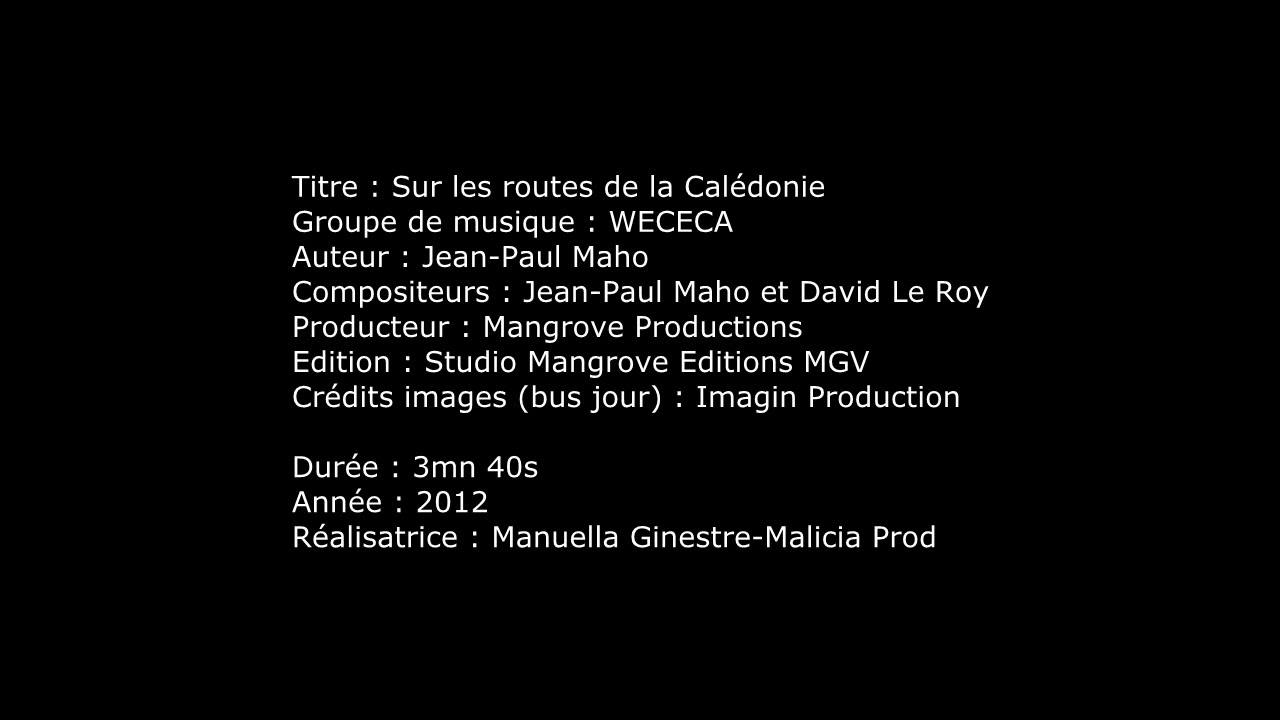 Titre : Sur les routes de la Calédonie
Groupe de musique : WECECA
Auteur : Jean-Paul Maho
Compositeurs : Jean-Paul Maho et David Le Roy
Producteur : Mangrove Productions
Edition : Studio Mangrove Editions MGV
Crédits images (bus jour) : Imagin Production
Durée : 3mn 40s
Année : 2012
Réalisatrice : Manuella Ginestre-Malicia Prod